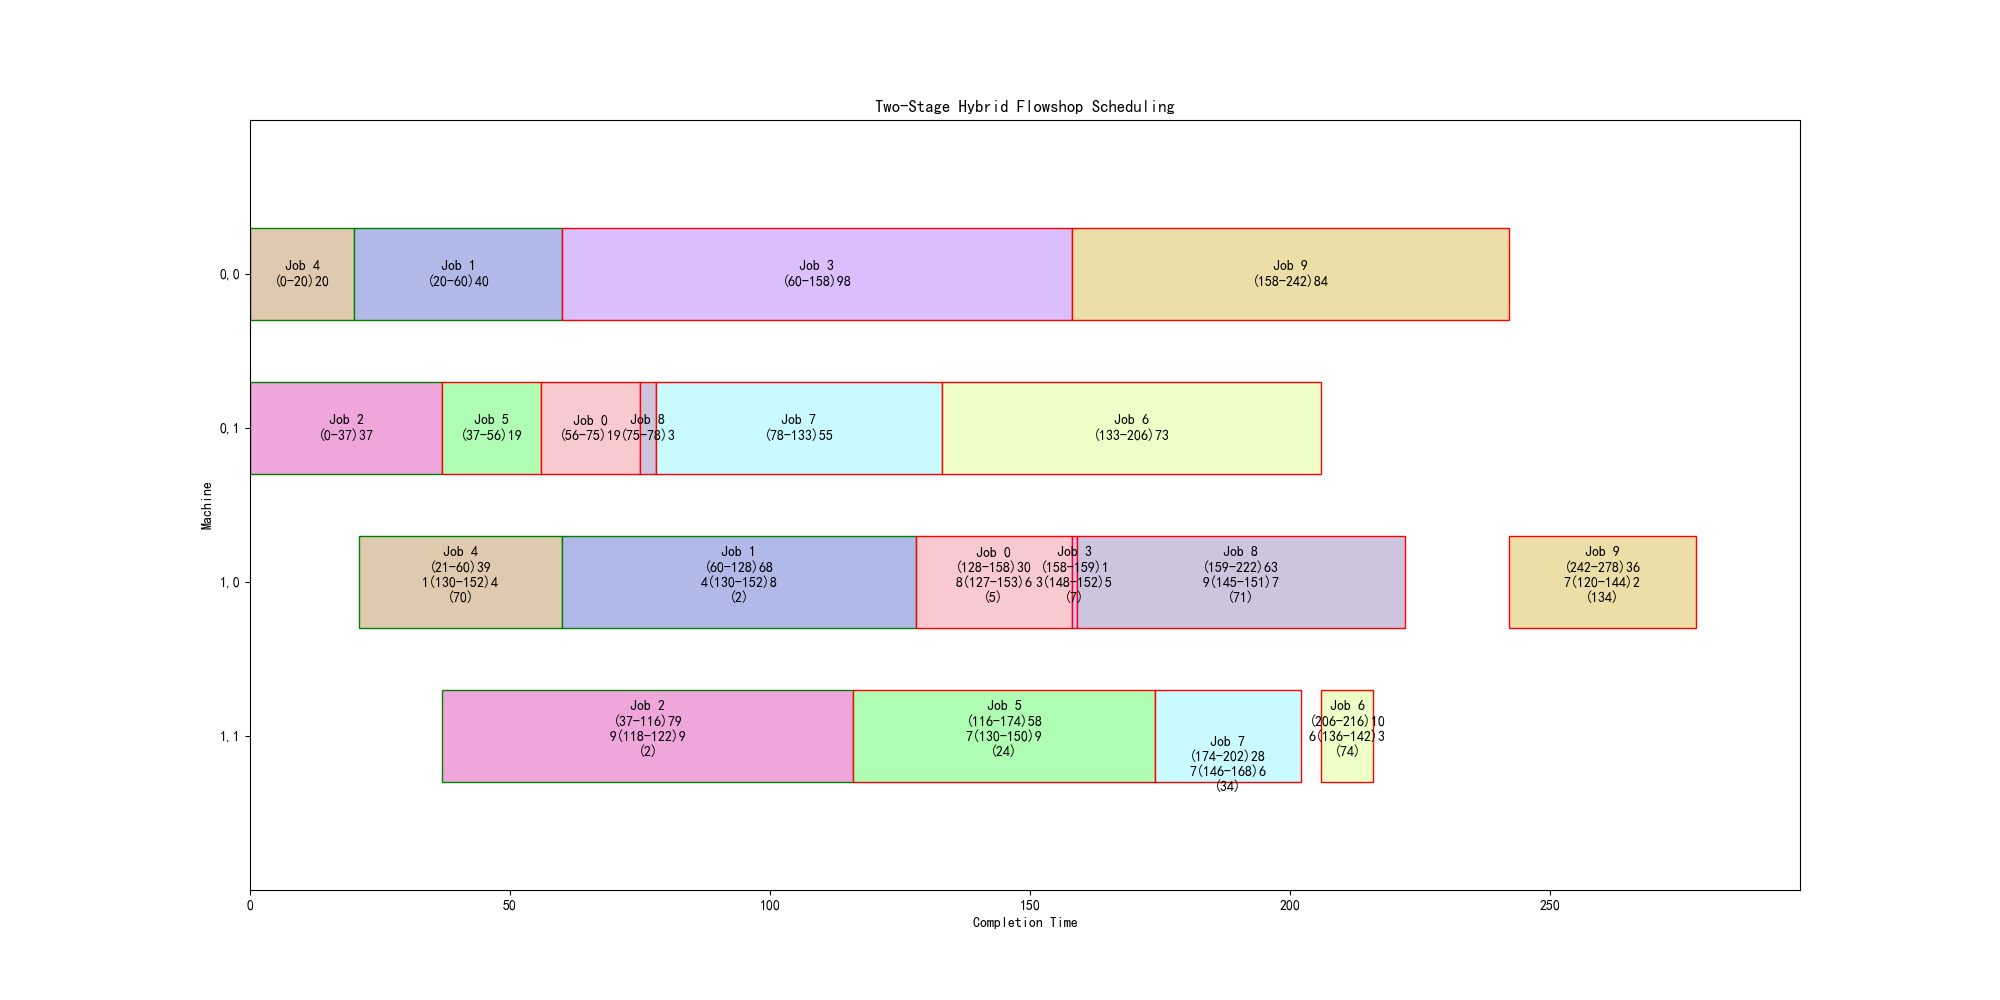 Two-Stage Hybrid Flowshop Scheduling
Machine
0,0
Job 4
(0-20)20
Job 1
(20-60)40
Job 3
(60-158)98
Job 9
(158-242)84
0,1
Job 2
(0-37)37
Job 5
(37-56)19
Job 0
(56-75)19
Job 8
(75-78)3
Job 7
(78-133)55
Job 6
(133-206)73
1,0
Job 4
(21-60)39
1(130-152)4
(70)
Job 1
(60-128)68
4(130-152)8
(2)
Job 0
(128-158)30
8(127-153)6
(5)
Job 3
(158-159)1
3(148-152)5
(7)
Job 8
(159-222)63
9(145-151)7
(71)
Job 9
(242-278)36
7(120-144)2
(134)
1,1
Job 2
(37-116)79
9(118-122)9
(2)
Job 5
(116-174)58
7(130-150)9
(24)
Job 7
(174-202)28
7(146-168)6
(34)
Job 6
(206-216)10
6(136-142)3
(74)
0
50
100
150
200
250
Completion Time